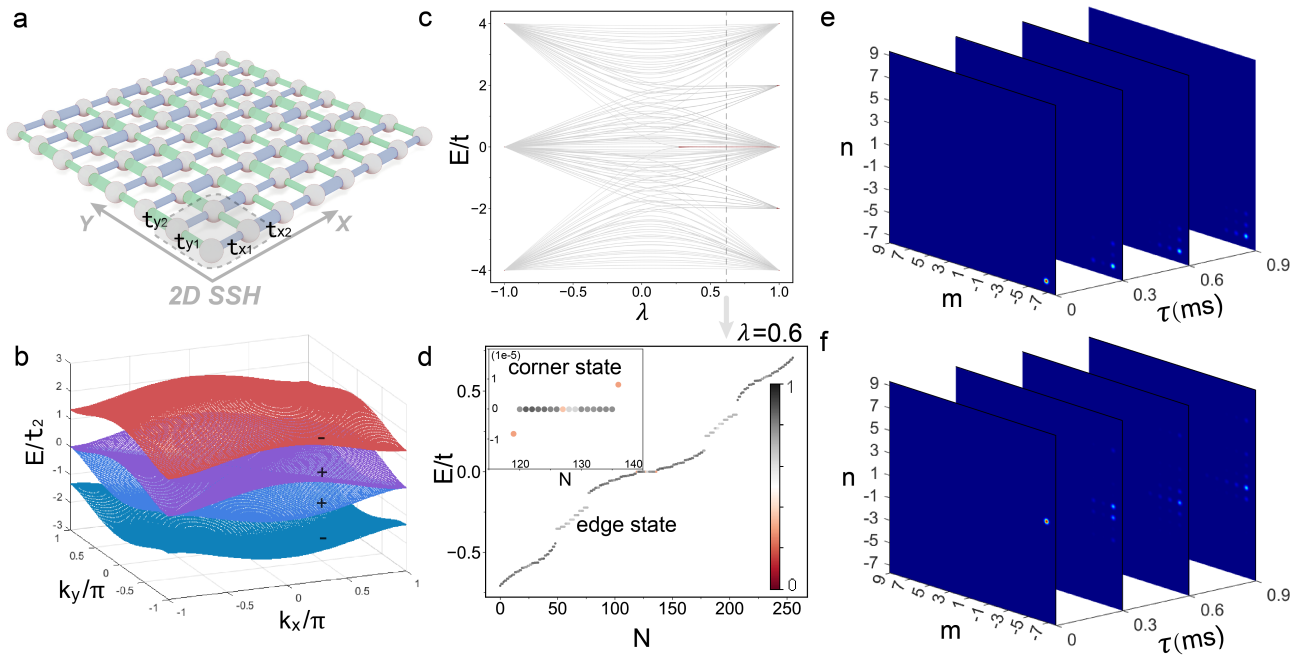 a
Y
X
t_y2
t_y1
t_x1
t_x2
2D SSH
b
E/t₂
3
2
1
0
-1
-2
-3
1
0.5
0
-0.5
-1
k_y/π
-1
-0.5
0
0.5
1
k_x/π
-
+
+
-
c
E/t
4
2
0
−2
−4
−1.0
−0.5
0.0
0.5
1.0
λ
λ=0.6
d
(1e-5)
corner state
1
0
-1
120
130
140
N
edge state
1
0
E/t
0.5
0.0
−0.5
0
50
100
150
200
250
N
e
n
9
7
5
3
1
-1
-3
-5
-7
9
7
5
3
1
-1
-3
-5
-7
m
0
0.3
0.6
0.9
τ(ms)
f
n
9
7
5
3
1
-1
-3
-5
-7
9
7
5
3
1
-1
-3
-5
-7
m
0
0.3
0.6
0.9
τ(ms)